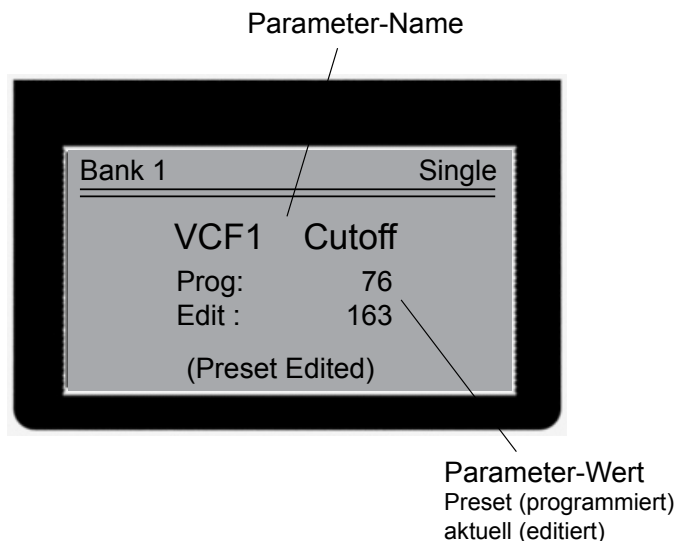 Parameter-Name
Bank 1 Single
VCF1 Cutoff
Prog: 76
Edit : 163
(Preset Edited)
Parameter-Wert
Preset (programmiert)
aktuell (editiert)